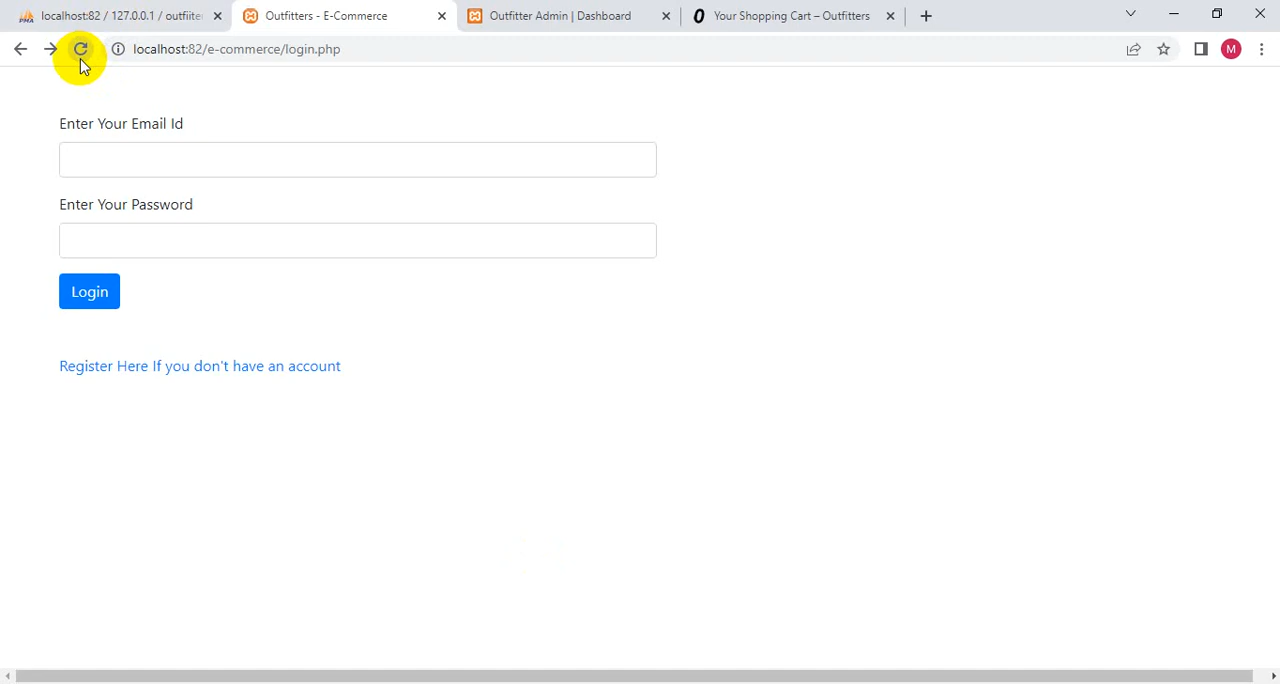 localhost:82 / 127.0.0.1 / outfiite
Outfitters - E-Commerce
Outfitter Admin | Dashboard
Your Shopping Cart – Outfitters
localhost:82/e-commerce/login.php
M
Enter Your Email Id
Enter Your Password
Login
Register Here If you don't have an account